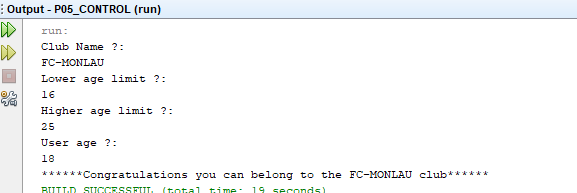 Output - P05_CONTROL (run)
run:
Club Name ?:
FC-MONLAU
Lower age limit ?:
16
Higher age limit ?:
25
User age ?:
18
******Congratulations you can belong to the FC-MONLAU club******
BUILD SUCCESSFUL (total time: 19 seconds)